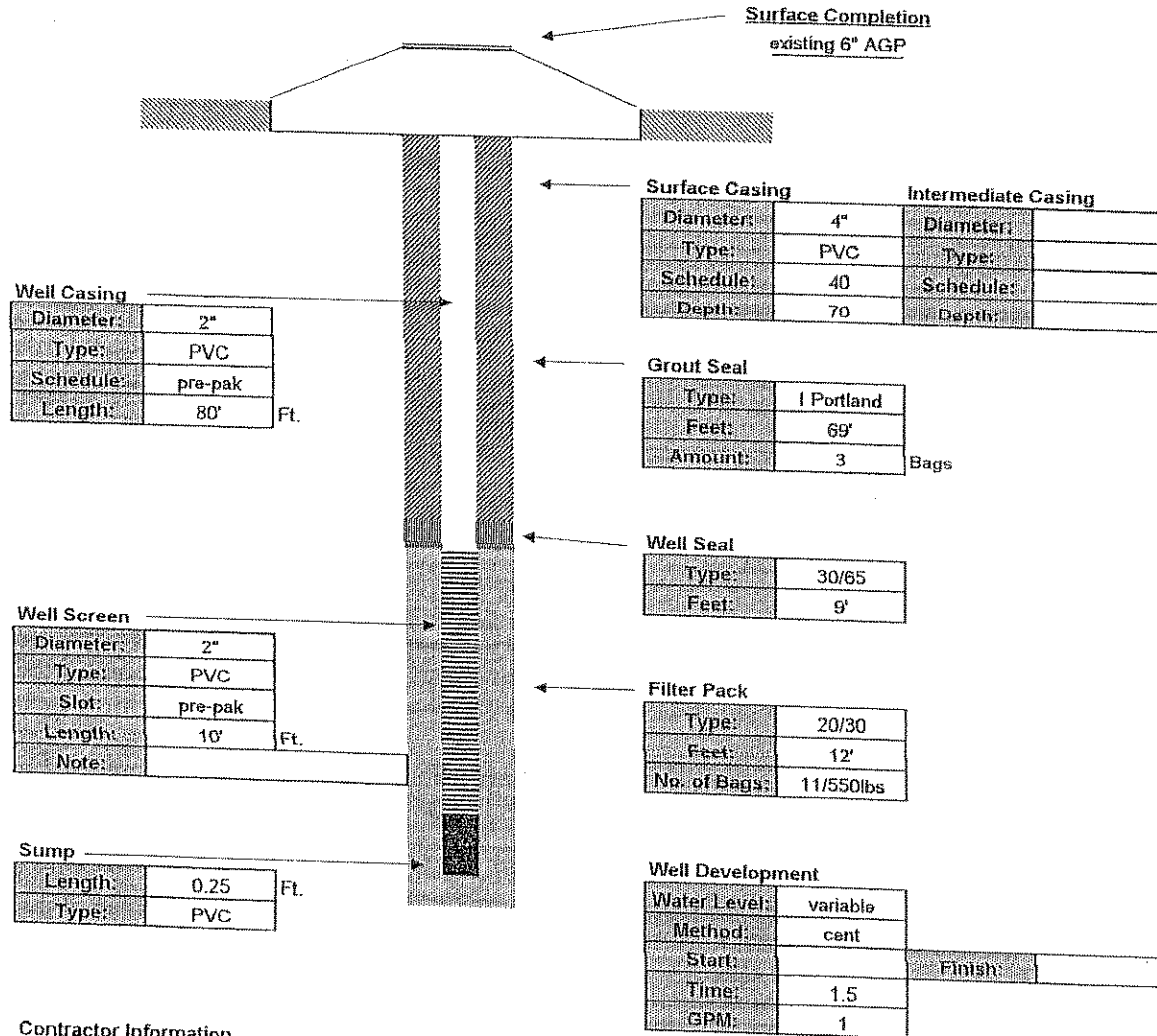 Surface Completion
existing 6" AGP
Surface Casing Intermediate Casing
Diameter: 4" Diameter:
Type: PVC Type:
Schedule: 40 Schedule:
Depth: 70 Depth:
Well Casing
Diameter: 2"
Type: PVC
Schedule: pre-pak
Length: 80' Ft.
Grout Seal
Type: I Portland
Feet: 69'
Amount: 3 Bags
Well Seal
Type: 30/65
Feet: 9'
Well Screen
Diameter: 2"
Type: PVC
Slot: pre-pak
Length: 10' Ft.
Note:
Filter Pack
Type: 20/30
Feet: 12'
No. of Bags: 11/550lbs
Sump
Length: 0.25 Ft.
Type: PVC
Well Development
Water Level: variable
Method: cent
Start: Finish:
Time: 1.5
GPM: 1
Contractor Information